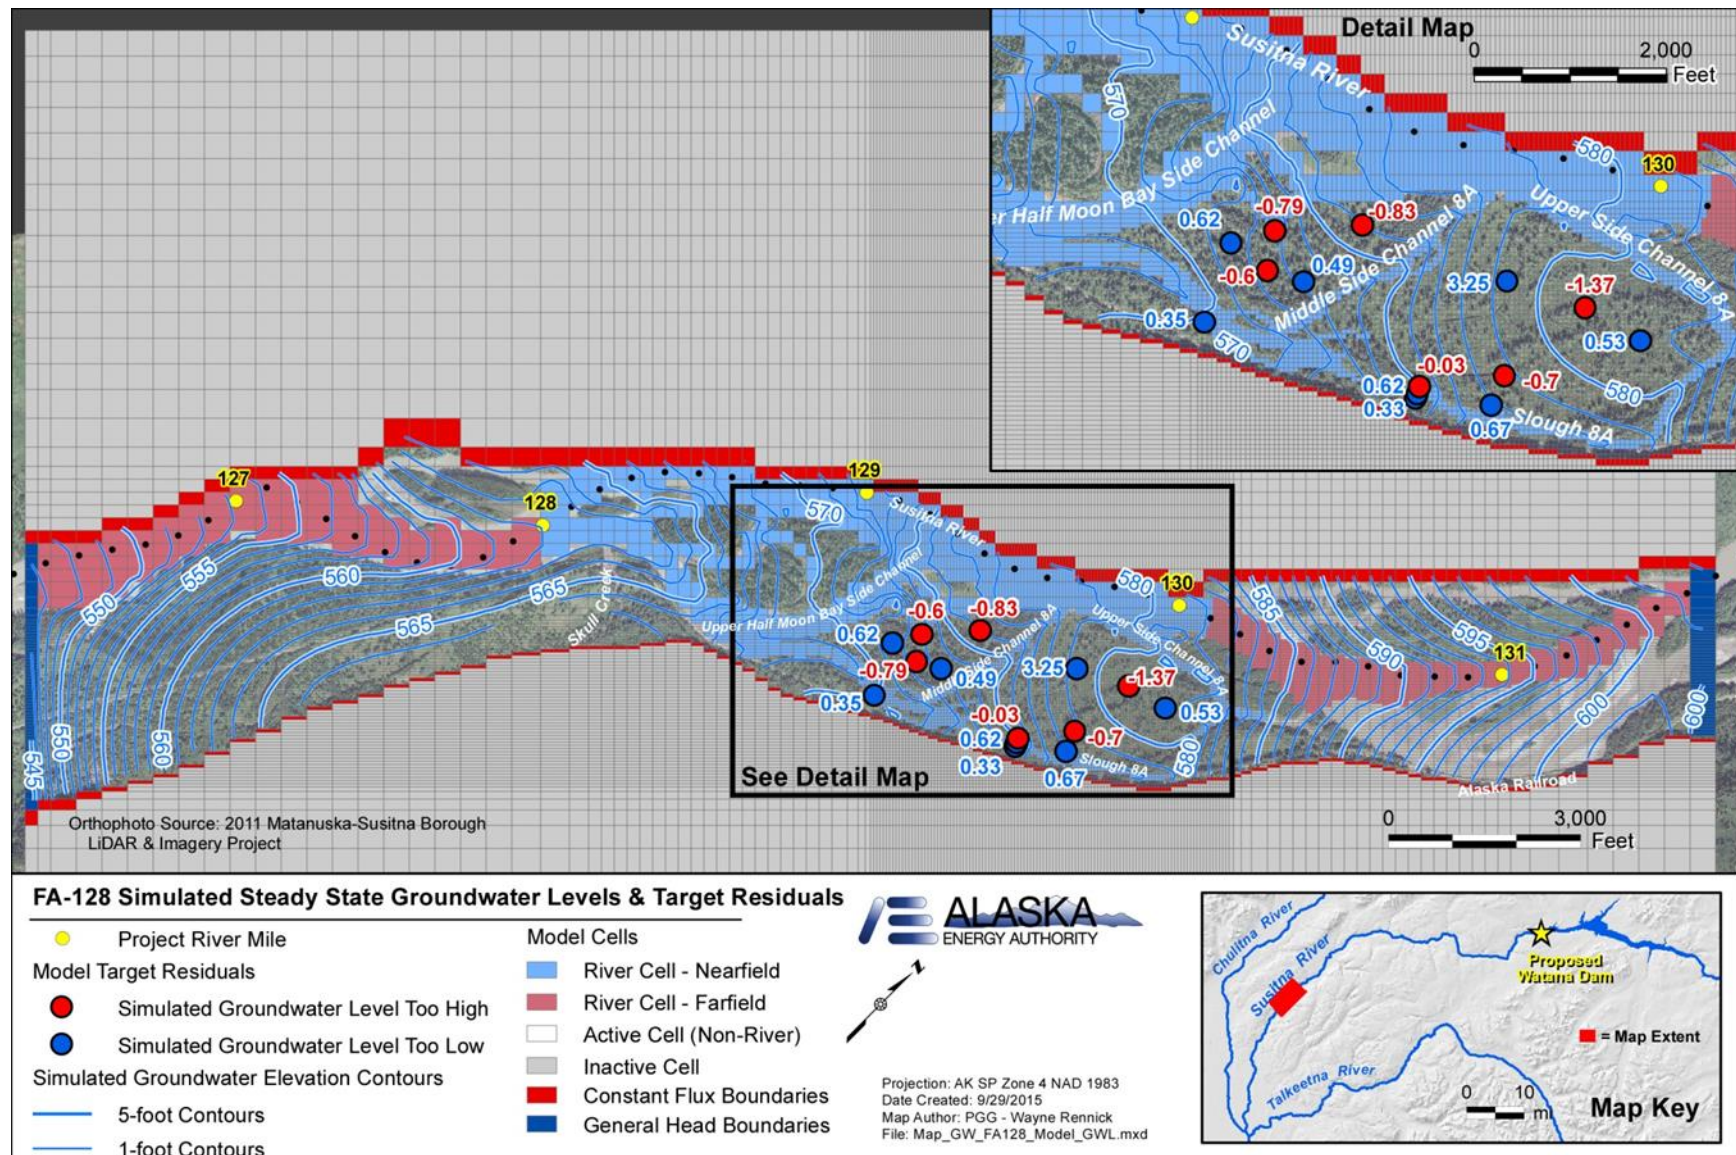 Detail Map
0 2,000
Feet
Susitna River
570
er Half Moon Bay Side Channel
580
130
Upper Side Channel 8A
-0.79
-0.83
0.62
-0.6
0.49
Middle Side Channel 8A
3.25
-1.37
0.35
570
0.53
-0.03
0.62
-0.7
580
0.33
Slough 8A
0.67
127
128
129
570
Susitna River
555
560
565
550
565
Skull Creek
Upper Half Moon Bay Side Channel
580
130
585
595
131
590
600
600
-0.6
-0.83
0.62
-0.79
0.49
Middle Side Channel 8A
Upper Side Channel 8A
3.25
-1.37
0.35
0.53
-0.03
0.62
-0.7
0.33
Slough 8A
0.67
580
545
550
560
See Detail Map
Alaska Railroad
Orthophoto Source: 2011 Matanuska-Susitna Borough
LiDAR & Imagery Project
0 3,000
Feet
FA-128 Simulated Steady State Groundwater Levels & Target Residuals
Project River Mile
Model Target Residuals
Simulated Groundwater Level Too High
Simulated Groundwater Level Too Low
Simulated Groundwater Elevation Contours
5-foot Contours
1-foot Contours
Model Cells
River Cell - Nearfield
River Cell - Farfield
Active Cell (Non-River)
Inactive Cell
Constant Flux Boundaries
General Head Boundaries
ALASKA
ENERGY AUTHORITY
N
Projection: AK SP Zone 4 NAD 1983
Date Created: 9/29/2015
Map Author: PGG - Wayne Rennick
File: Map_GW_FA128_Model_GWL.mxd
Chulitna River
Susitna River
Proposed
Watana Dam
= Map Extent
Talkeetna River
0 10
mi
Map Key